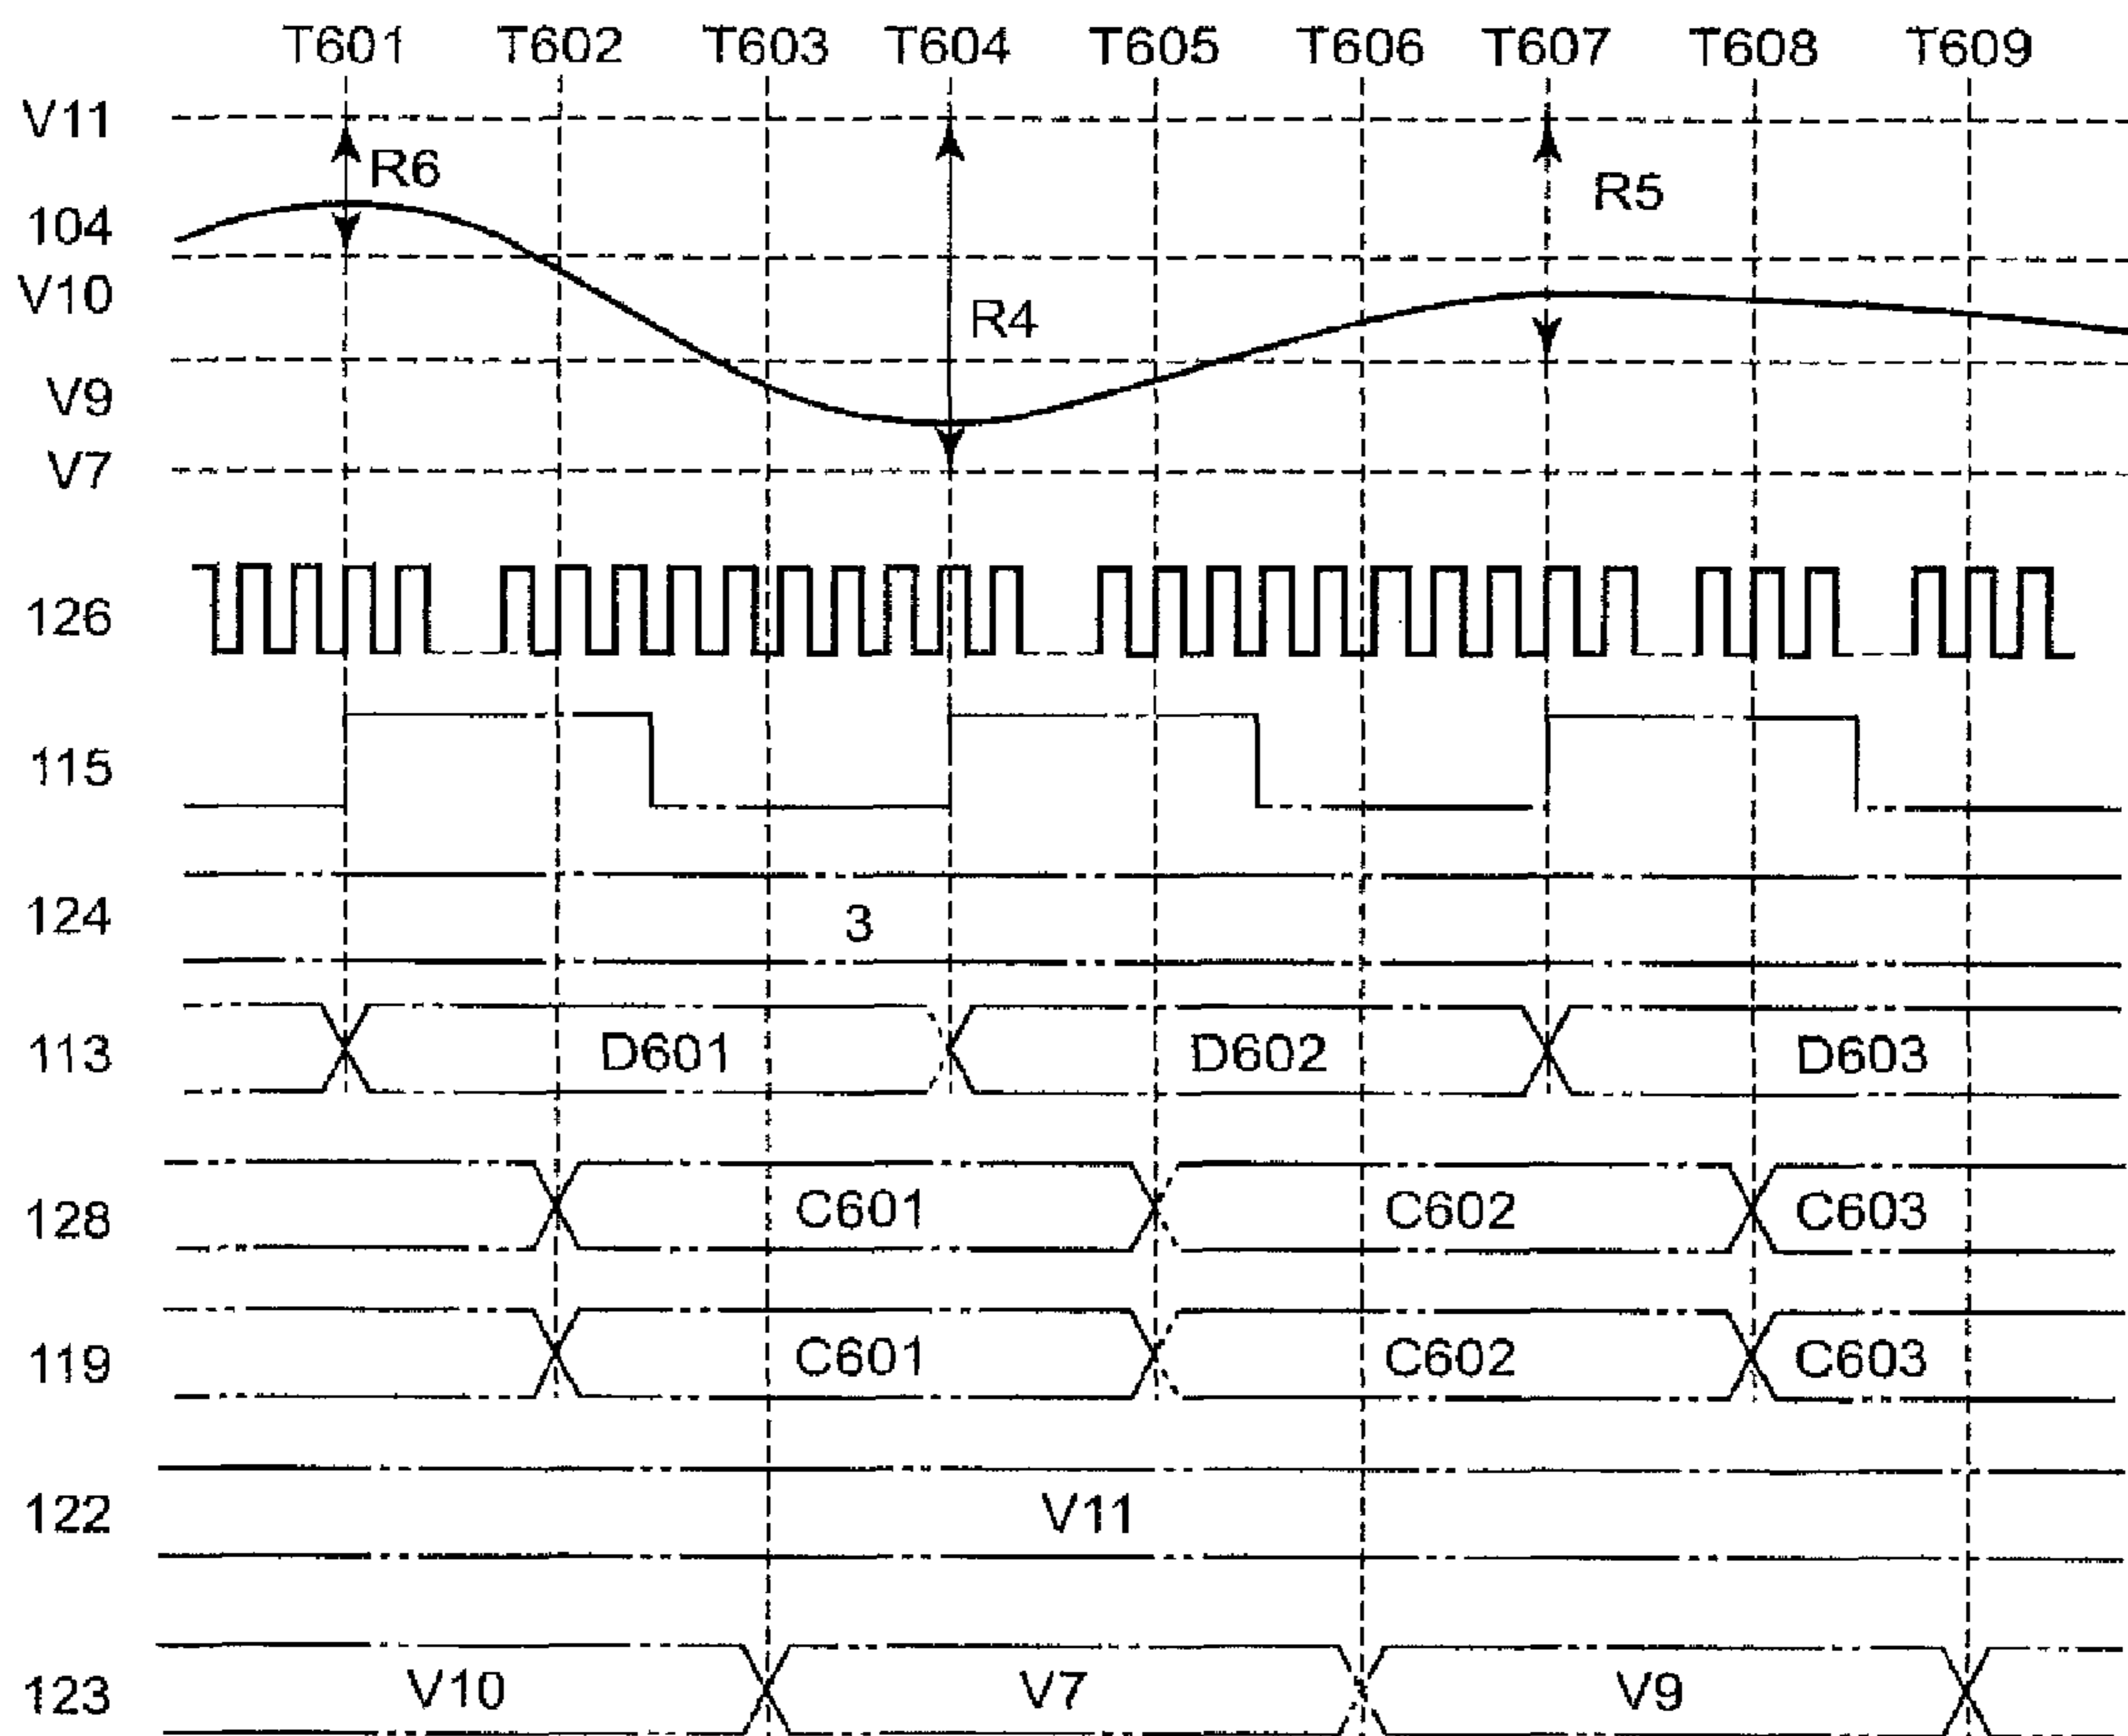 T601 T602 T603 T604 T605 T606 T607 T608 T609
V11
R6
R5
104
V10
R4
V9
V7
126
115
124
3
113 D601 D602 D603
128 C601 C602 C603
119 C601 C602 C603
122 V11
123 V10 V7 V9